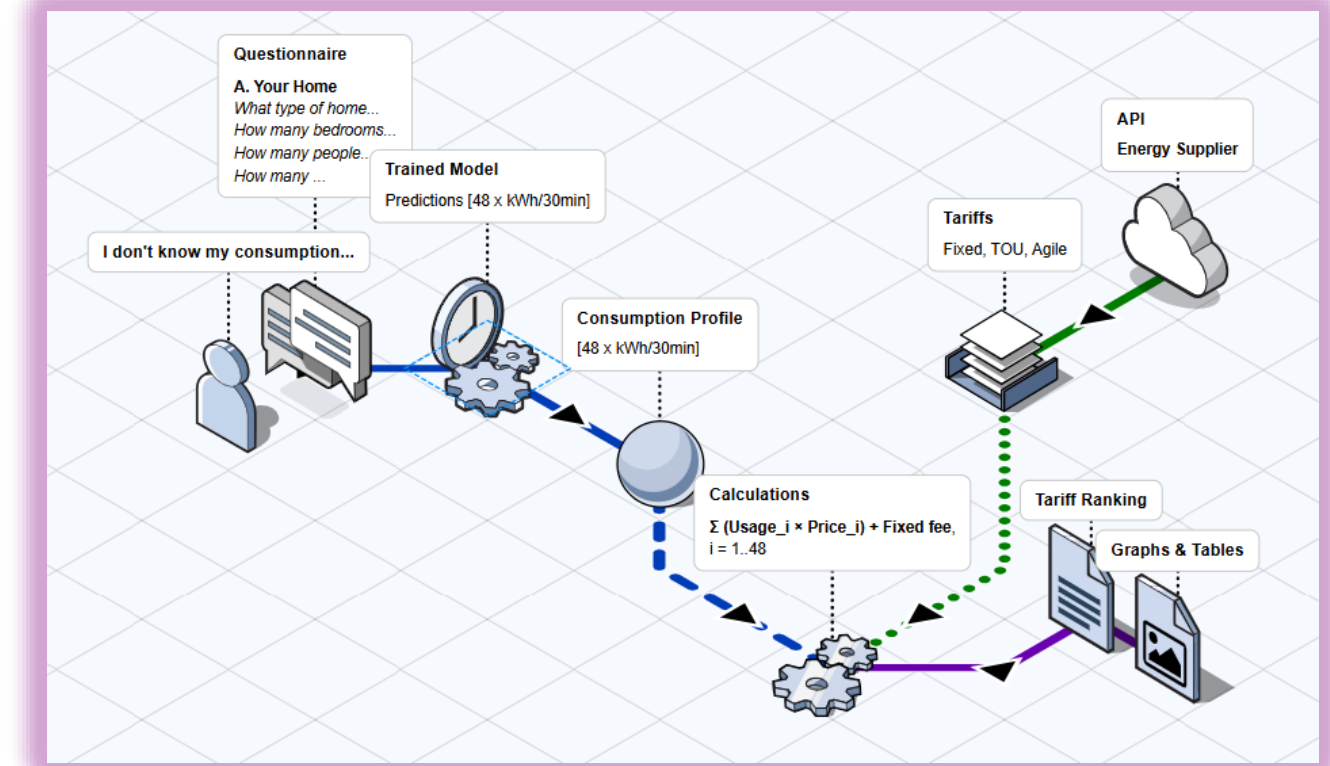 Questionnaire
A. Your Home
What type of home...
How many bedrooms...
How many people...
How many ...
Trained Model
Predictions [48 x kWh/30min]
I don't know my consumption...
Consumption Profile
[48 x kWh/30min]
API
Energy Supplier
Tariffs
Fixed, TOU, Agile
Calculations
Σ (Usage_i × Price_i) + Fixed fee,
i = 1..48
Tariff Ranking
Graphs & Tables